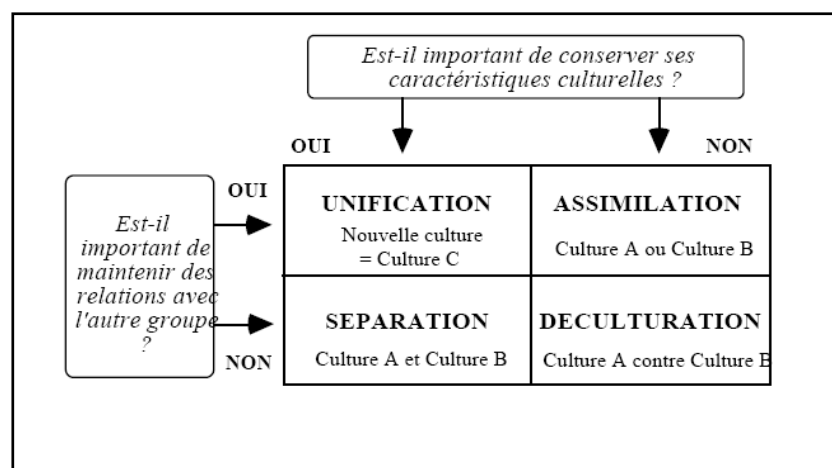 Est-il important de conserver ses
caractéristiques culturelles ?
OUI
NON
OUI
Est-il
important de
maintenir des
relations avec
l'autre groupe
?
NON
UNIFICATION
Nouvelle culture
= Culture C
ASSIMILATION
Culture A ou Culture B
SEPARATION
Culture A et Culture B
DECULTURATION
Culture A contre Culture B